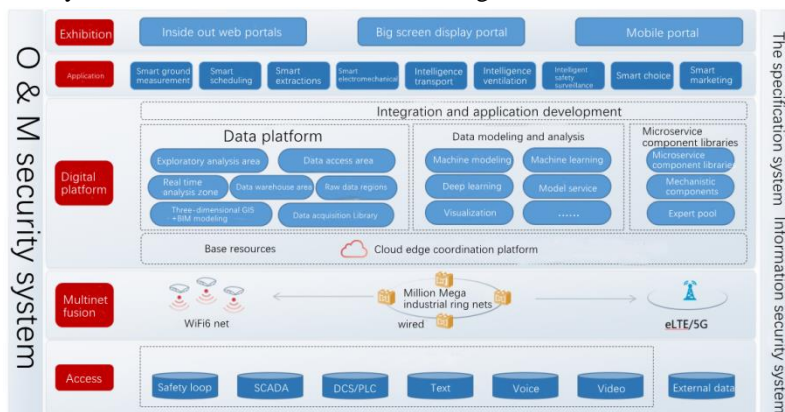 O & M security system
Exhibition
Inside out web portals
Big screen display portal
Mobile portal
Application
Smart ground
measurement
Smart
scheduling
Smart
extractions
Smart
electromechanical
Intelligence
transport
Intelligence
ventilation
Intelligent
safety
surveillance
Smart choice
Smart
marketing
Digital
platform
Integration and application development
Data platform
Exploratory analysis area
Data access area
Real time
analysis zone
Data warehouse area
Raw data regions
Three-dimensional GIS
+BIM modeling
Data acquisition Library
Data modeling and analysis
Machine modeling
Machine learning
Deep learning
Model service
Visualization
......
Microservice
component libraries
Microservice
component libraries
Mechanistic
components
Expert pool
Base resources
Cloud edge coordination platform
Multinet
fusion
WiFi6 net
Million Mega
industrial ring nets
wired
eLTE/5G
Access
Safety loop
SCADA
DCS/PLC
Text
Voice
Video
External data
The specification system
Information security system